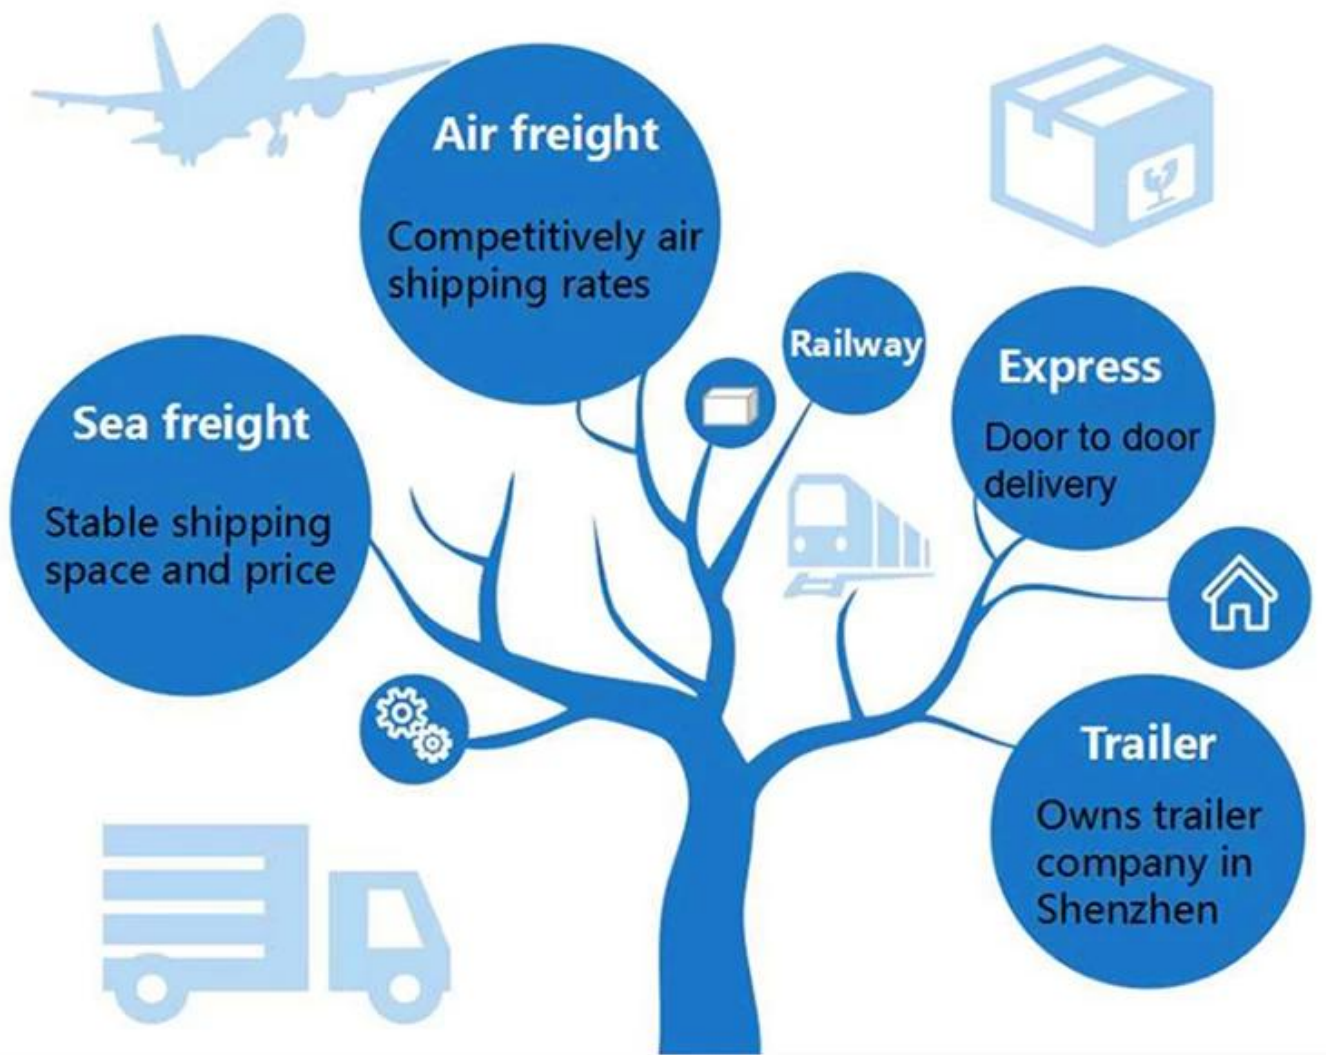 Air freight
Competitively air
shipping rates
Railway
Express
Door to door
delivery
Sea freight
Stable shipping
space and price
Trailer
Owns trailer
company in
Shenzhen